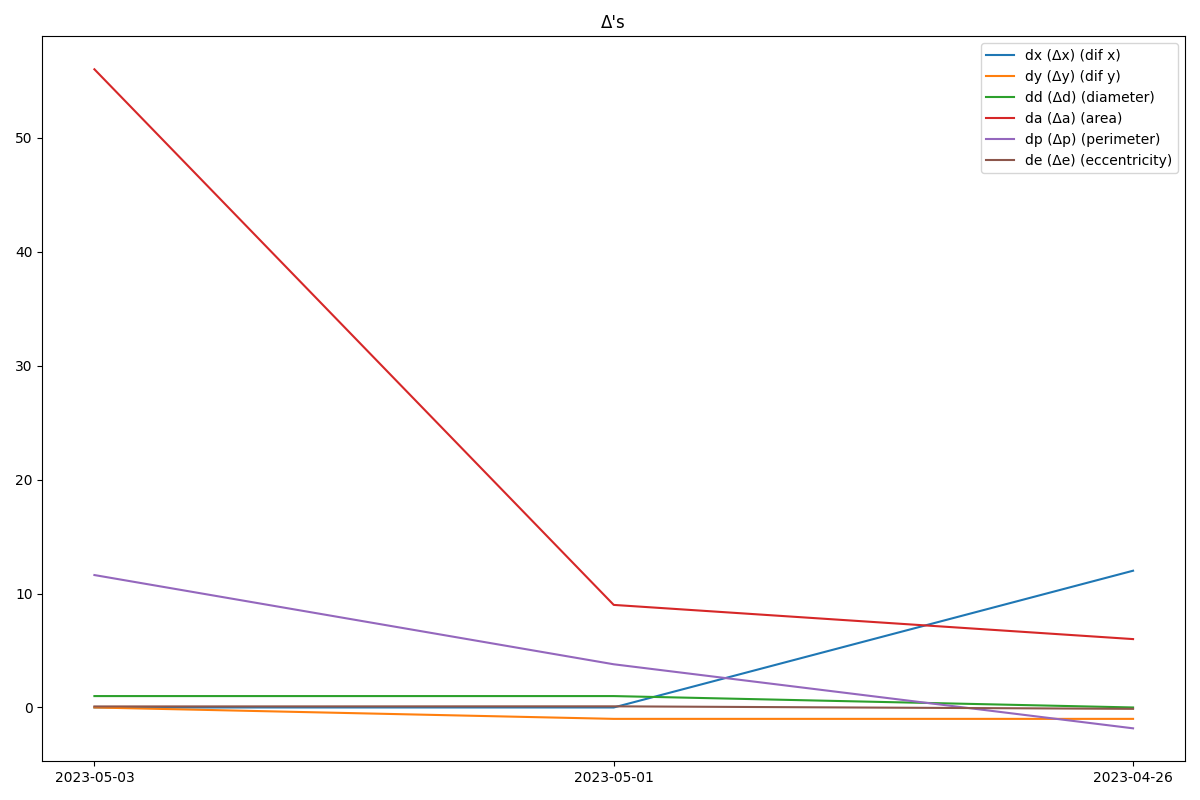 Δ's
dx (Δx) (dif x)
dy (Δy) (dif y)
dd (Δd) (diameter)
da (Δa) (area)
dp (Δp) (perimeter)
de (Δe) (eccentricity)
50
40
30
20
10
0
2023-05-03 2023-05-01 2023-04-26